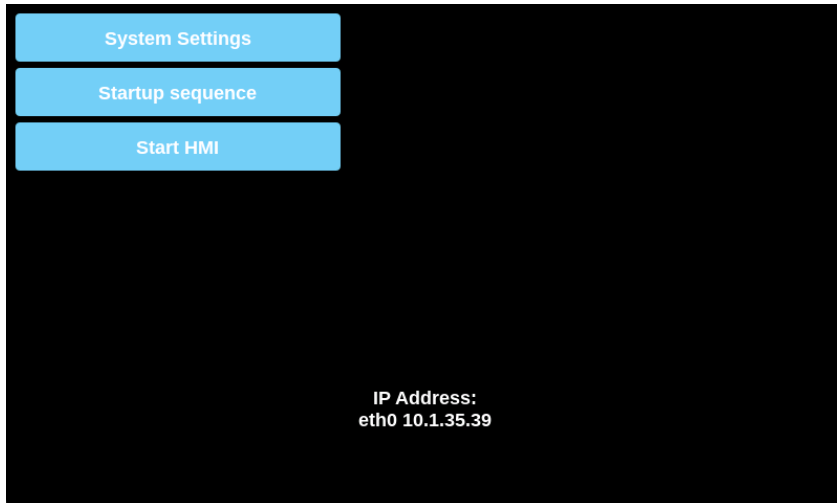 System Settings
Startup sequence
Start HMI
IP Address:
eth0 10.1.35.39